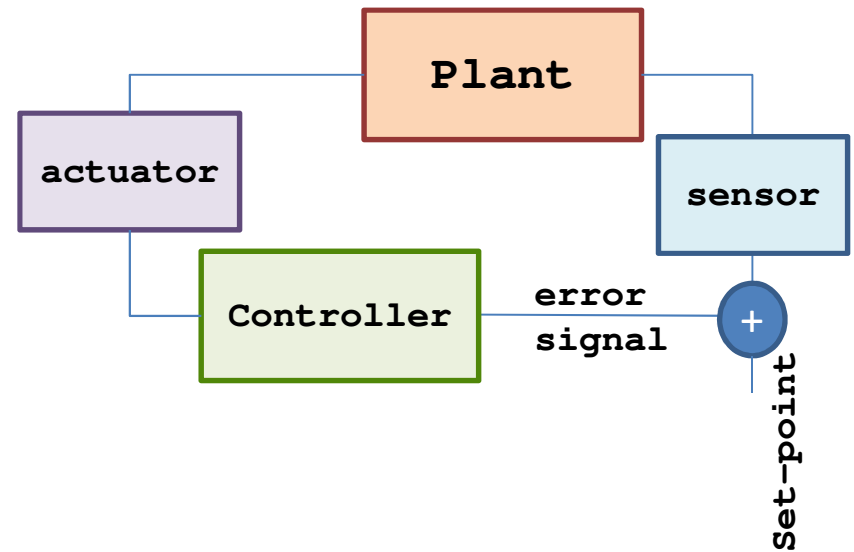 Plant
actuator
sensor
Controller
error
signal
+
Set-point